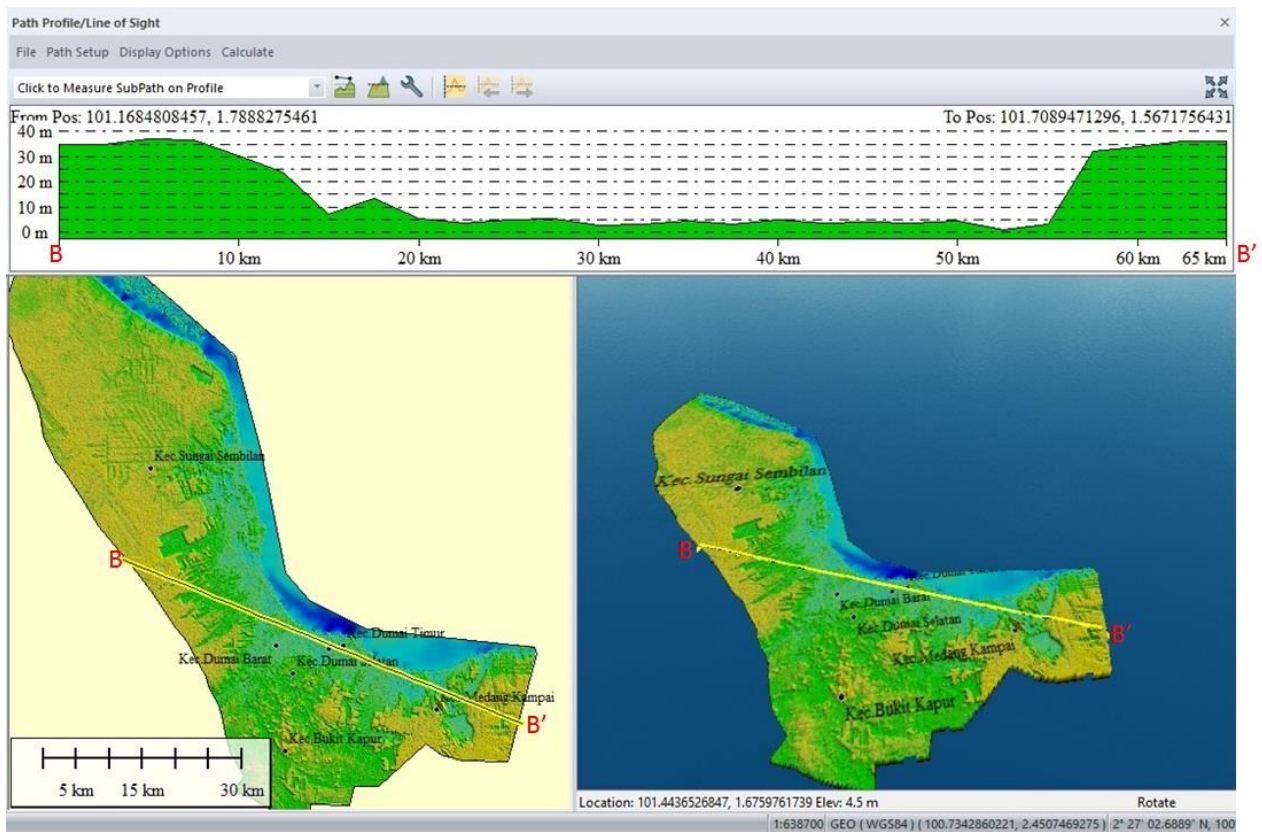 Path Profile/Line of Sight
×
File Path Setup Display Options Calculate
Click to Measure SubPath on Profile
From Pos: 101.1684808457, 1.7888275461
To Pos: 101.7089471296, 1.5671756431
40 m
30 m
20 m
10 m
0 m
B
10 km
20 km
30 km
40 km
50 km
60 km
65 km
B'
Kec.Sungai Sembilan
B
Kec.Dumai Timur
Kec.Dumai Barat
Kec.Dumai Selatan
Kec. Medang Kampai
B'
Kec.Bukit Kapur
5 km
15 km
30 km
Kec.Sungai Sembilan
B
Kec.Dumai
Kec.Dumai Barat
Kec.Dumai Selatan
B'
Kec.Medang Kampai
Kec.Bukit Kapur
Location: 101.4436526847, 1.6759761739 Elev: 4.5 m
Rotate
1:638700
GEO ( WGS84 ) ( 100.7342860221, 2.4507469275 )
2° 27' 02.6889" N, 100°